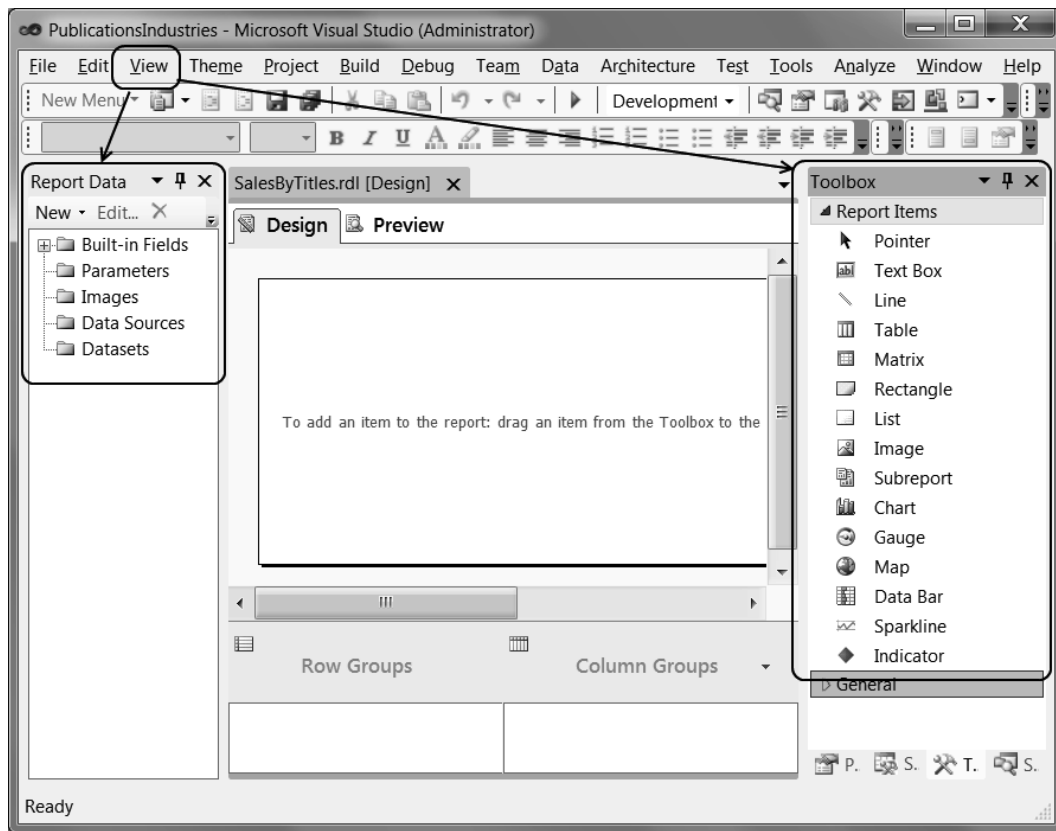 PublicationsIndustries - Microsoft Visual Studio (Administrator)
File Edit View Theme Project Build Debug Team Data Architecture Test Tools Analyze Window Help
New Menu Development
B I U A
Report Data
New Edit...
Built-in Fields
Parameters
Images
Data Sources
Datasets
SalesByTitles.rdl [Design]
Design Preview
To add an item to the report: drag an item from the Toolbox to the
Row Groups Column Groups
Toolbox
Report Items
Pointer
abl Text Box
Line
Table
Matrix
Rectangle
List
Image
Subreport
Chart
Gauge
Map
Data Bar
Sparkline
Indicator
General
P.. S.. T.. S..
Ready